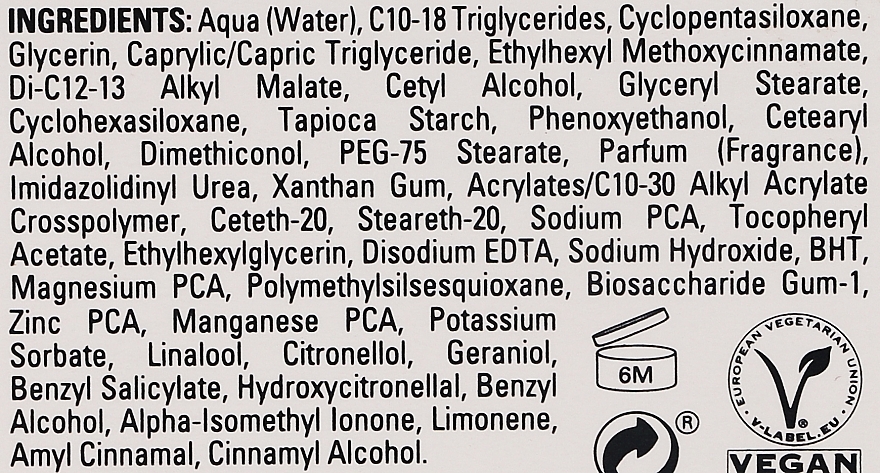 INGREDIENTS: Aqua (Water), C10-18 Triglycerides, Cyclopentasiloxane,
Glycerin, Caprylic/Capric Triglyceride, Ethylhexyl Methoxycinnamate,
Di-C12-13 Alkyl Malate, Cetyl Alcohol, Glyceryl Stearate,
Cyclohexasiloxane, Tapioca Starch, Phenoxyethanol, Cetearyl
Alcohol, Dimethiconol, PEG-75 Stearate, Parfum (Fragrance),
Imidazolidinyl Urea, Xanthan Gum, Acrylates/C10-30 Alkyl Acrylate
Crosspolymer, Ceteth-20, Steareth-20, Sodium PCA, Tocopheryl
Acetate, Ethylhexylglycerin, Disodium EDTA, Sodium Hydroxide, BHT,
Magnesium PCA, Polymethylsilsesquioxane, Biosaccharide Gum-1,
Zinc PCA, Manganese PCA, Potassium
Sorbate, Linalool, Citronellol, Geraniol,
Benzyl Salicylate, Hydroxycitronellal, Benzyl
Alcohol, Alpha-Isomethyl Ionone, Limonene,
Amyl Cinnamal, Cinnamyl Alcohol.
6M
®
· EUROPEAN VEGETARIAN UNION ·
®
V-LABEL.EU
VEGAN